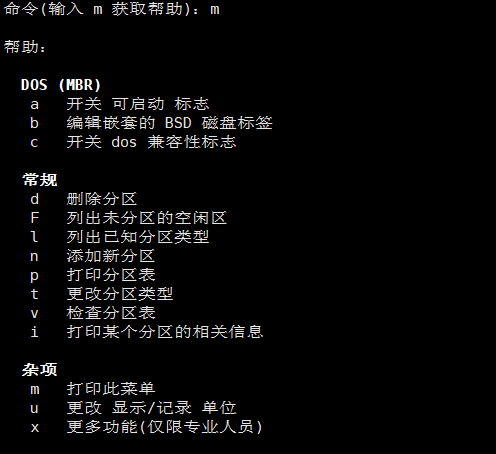 命令(输入 m 获取帮助)：m
帮助：
DOS (MBR)
a 开关 可启动 标志
b 编辑嵌套的 BSD 磁盘标签
c 开关 dos 兼容性标志
常规
d 删除分区
F 列出未分区的空闲区
l 列出已知分区类型
n 添加新分区
p 打印分区表
t 更改分区类型
v 检查分区表
i 打印某个分区的相关信息
杂项
m 打印此菜单
u 更改 显示/记录 单位
x 更多功能(仅限专业人员)